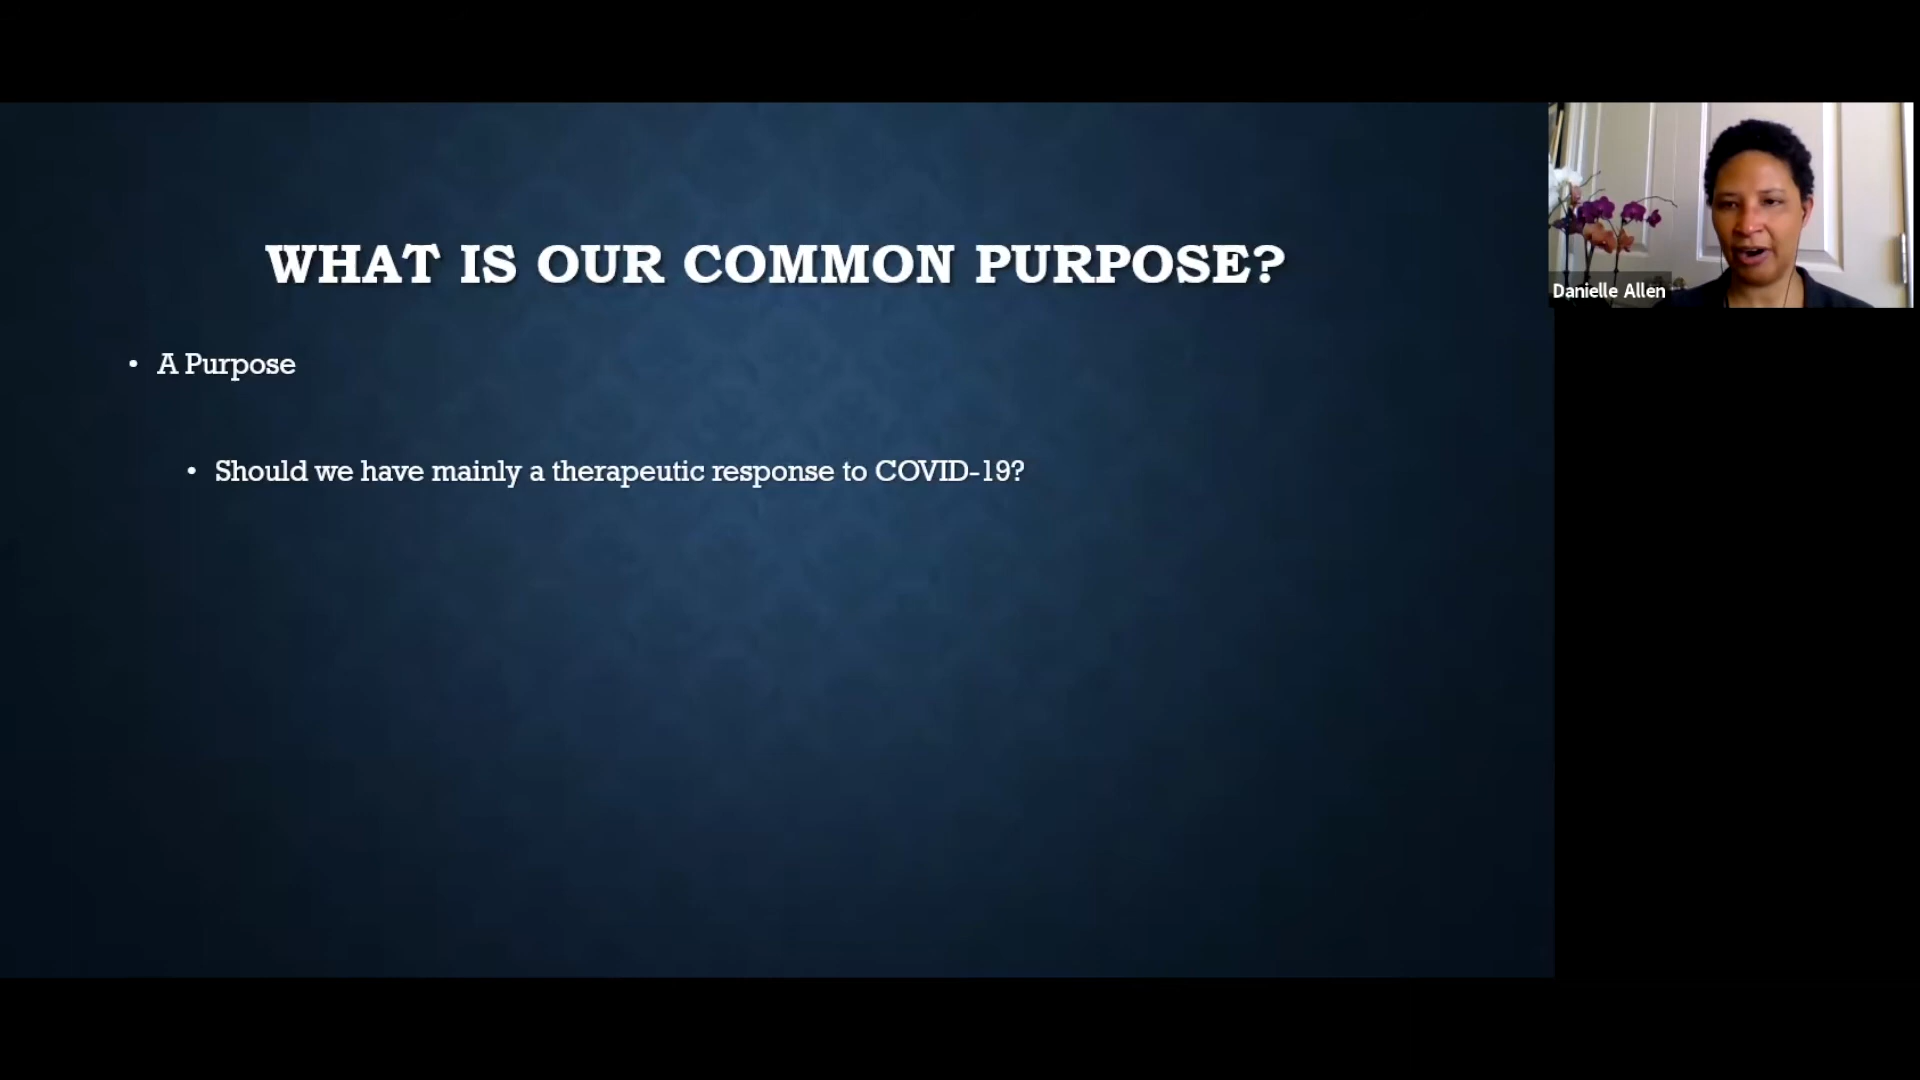 WHAT IS OUR COMMON PURPOSE?
• A Purpose
• Should we have mainly a therapeutic response to COVID-19?
Danielle Allen